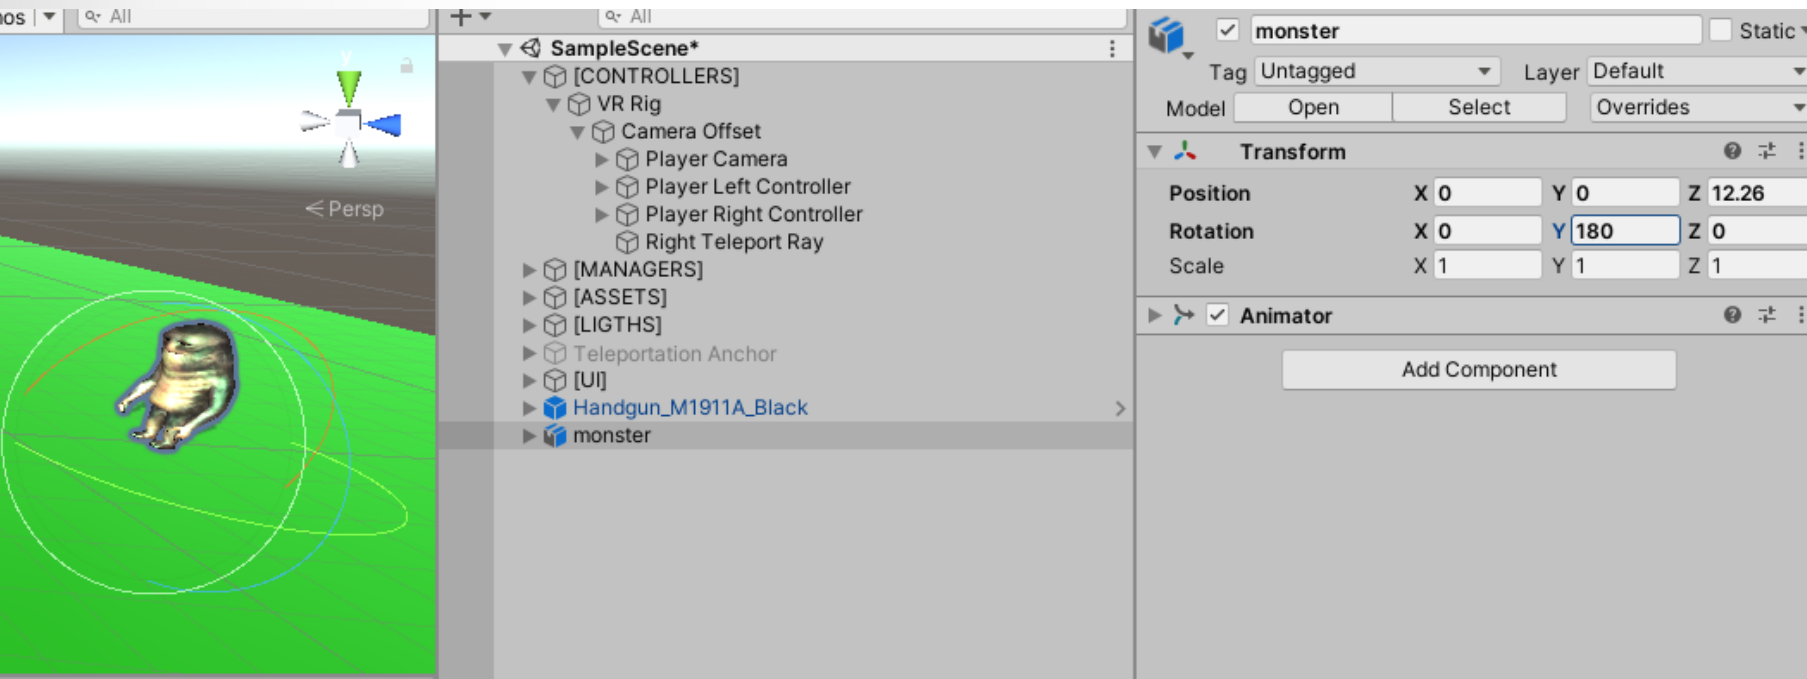 All
y
Persp
All
SampleScene*
[CONTROLLERS]
VR Rig
Camera Offset
Player Camera
Player Left Controller
Player Right Controller
Right Teleport Ray
[MANAGERS]
[ASSETS]
[LIGTHS]
Teleportation Anchor
[UI]
Handgun_M1911A_Black
monster
monster
Static
Tag Untagged Layer Default
Model Open Select Overrides
Transform
Position X 0 Y 0 Z 12.26
Rotation X 0 Y 180 Z 0
Scale X 1 Y 1 Z 1
Animator
Add Component